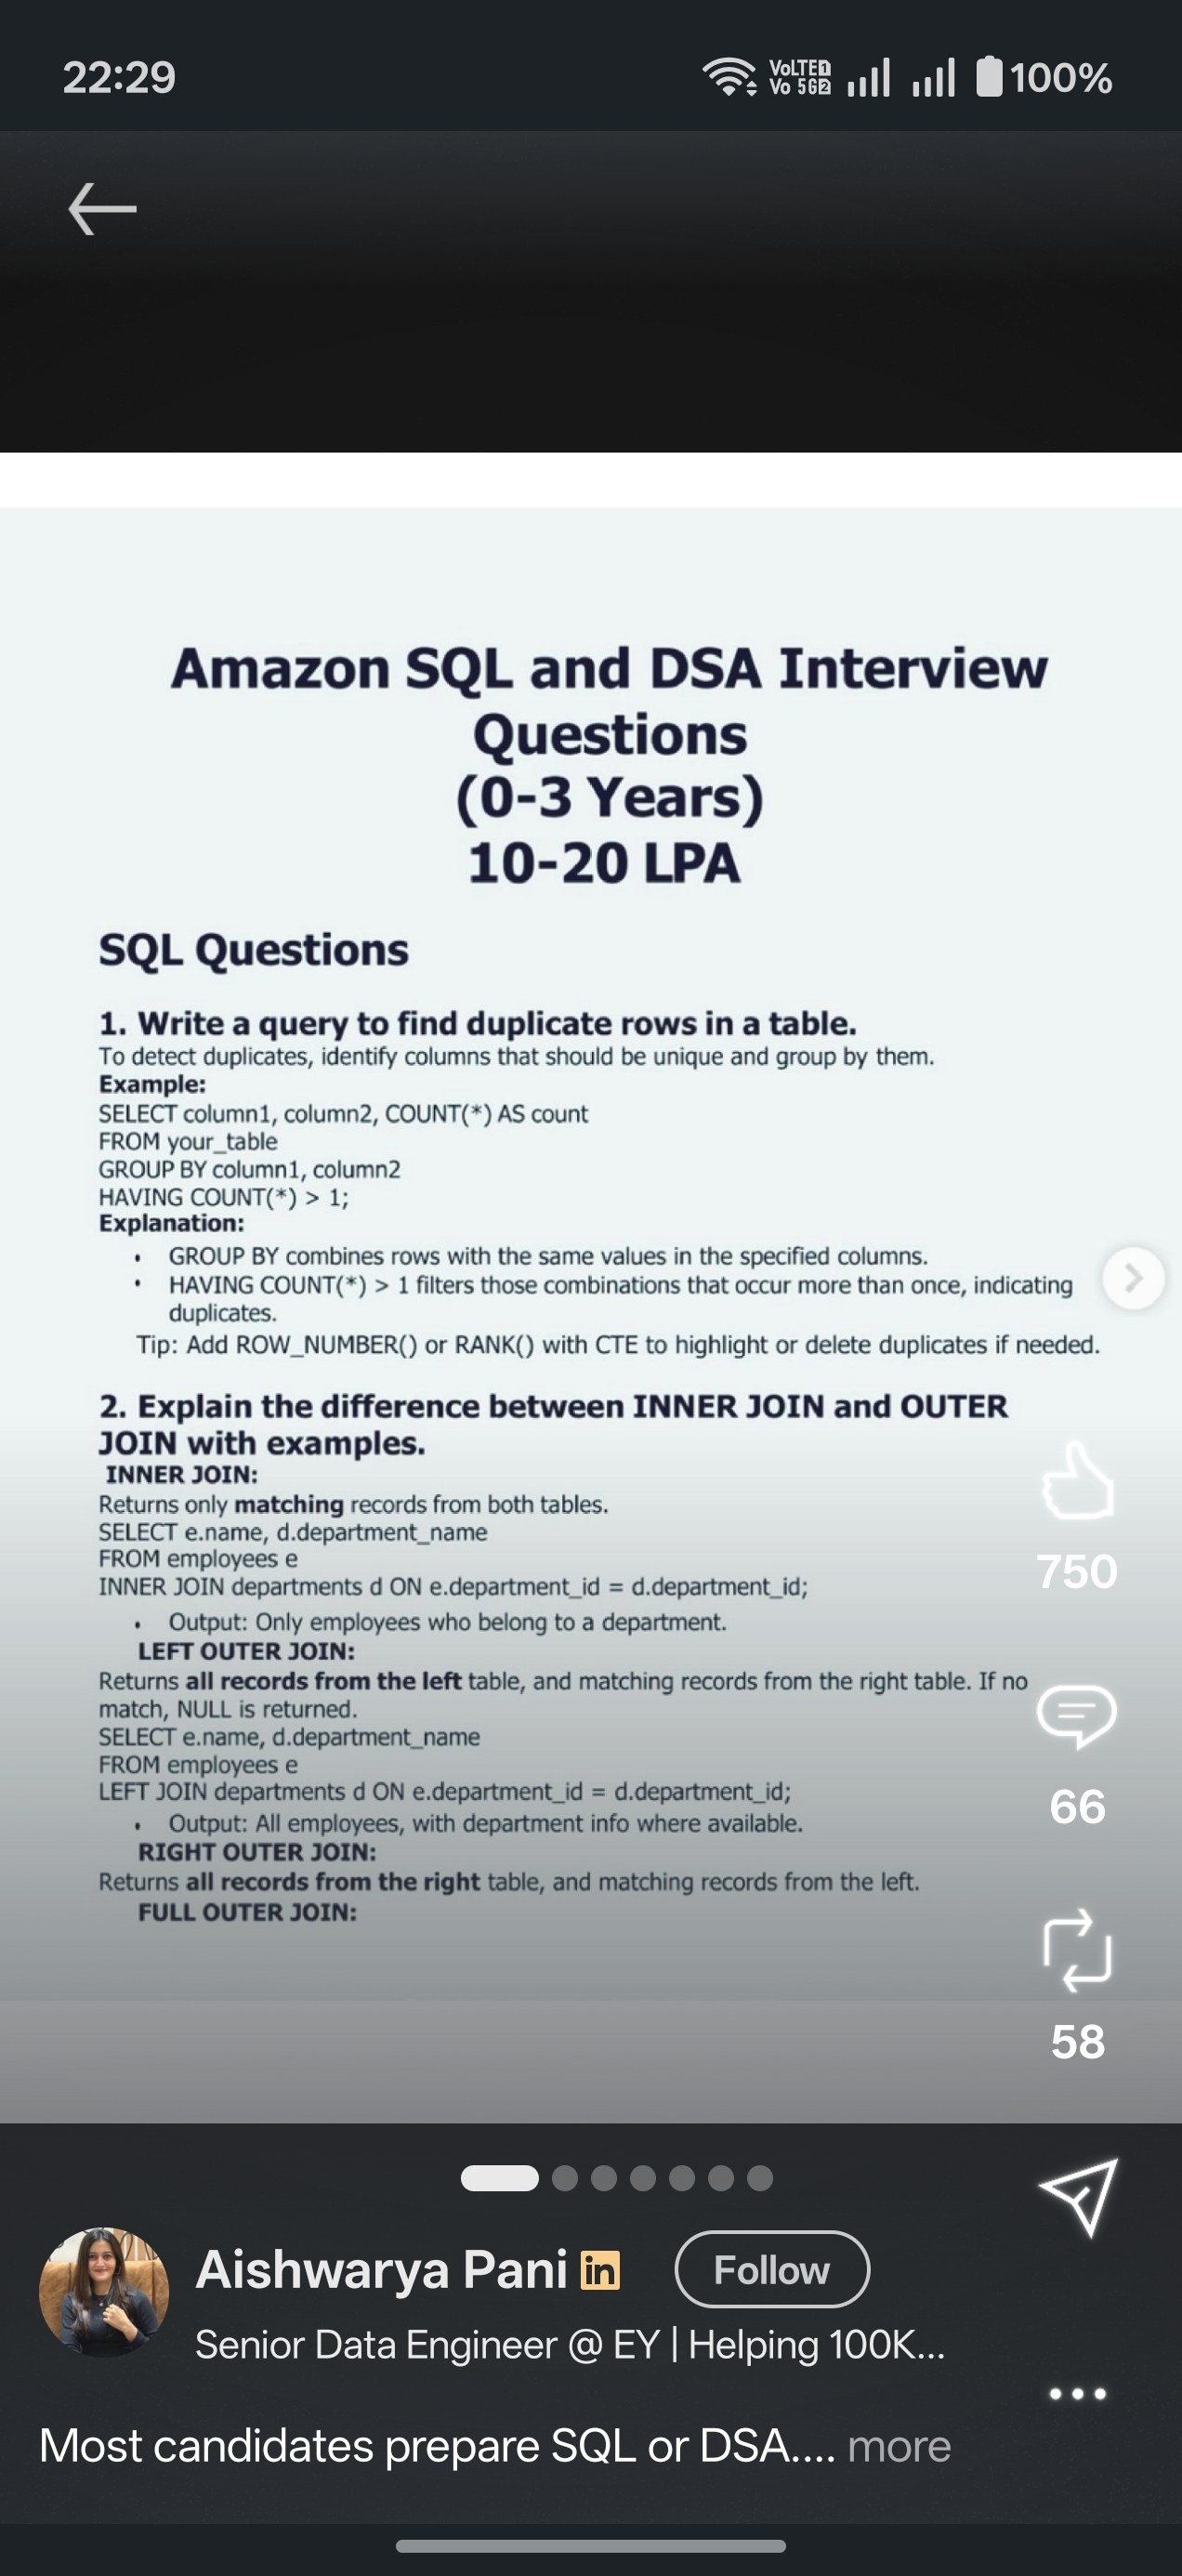 22:29
VoLTE1
Vo 5G2
100%
Amazon SQL and DSA Interview
Questions
(0-3 Years)
10-20 LPA
SQL Questions
1. Write a query to find duplicate rows in a table.
To detect duplicates, identify columns that should be unique and group by them.
Example:
SELECT column1, column2, COUNT(*) AS count
FROM your_table
GROUP BY column1, column2
HAVING COUNT(*) > 1;
Explanation:
• GROUP BY combines rows with the same values in the specified columns.
• HAVING COUNT(*) > 1 filters those combinations that occur more than once, indicating
duplicates.
Tip: Add ROW_NUMBER() or RANK() with CTE to highlight or delete duplicates if needed.
2. Explain the difference between INNER JOIN and OUTER
JOIN with examples.
INNER JOIN:
Returns only matching records from both tables.
SELECT e.name, d.department_name
FROM employees e
INNER JOIN departments d ON e.department_id = d.department_id;
• Output: Only employees who belong to a department.
LEFT OUTER JOIN:
Returns all records from the left table, and matching records from the right table. If no
match, NULL is returned.
SELECT e.name, d.department_name
FROM employees e
LEFT JOIN departments d ON e.department_id = d.department_id;
• Output: All employees, with department info where available.
RIGHT OUTER JOIN:
Returns all records from the right table, and matching records from the left.
FULL OUTER JOIN:
750
66
58
Aishwarya Pani in
Follow
Senior Data Engineer @ EY | Helping 100K...
Most candidates prepare SQL or DSA.... more